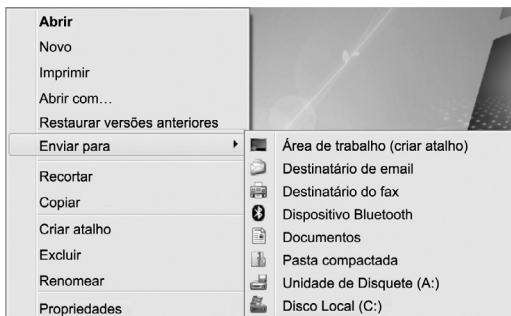 Abrir
Novo
Imprimir
Abrir com...
Restaurar versões anteriores
Enviar para
Recortar
Copiar
Criar atalho
Excluir
Renomear
Propriedades
Área de trabalho (criar atalho)
Destinatário de email
Destinatário do fax
Dispositivo Bluetooth
Documentos
Pasta compactada
Unidade de Disquete (A:)
Disco Local (C:)